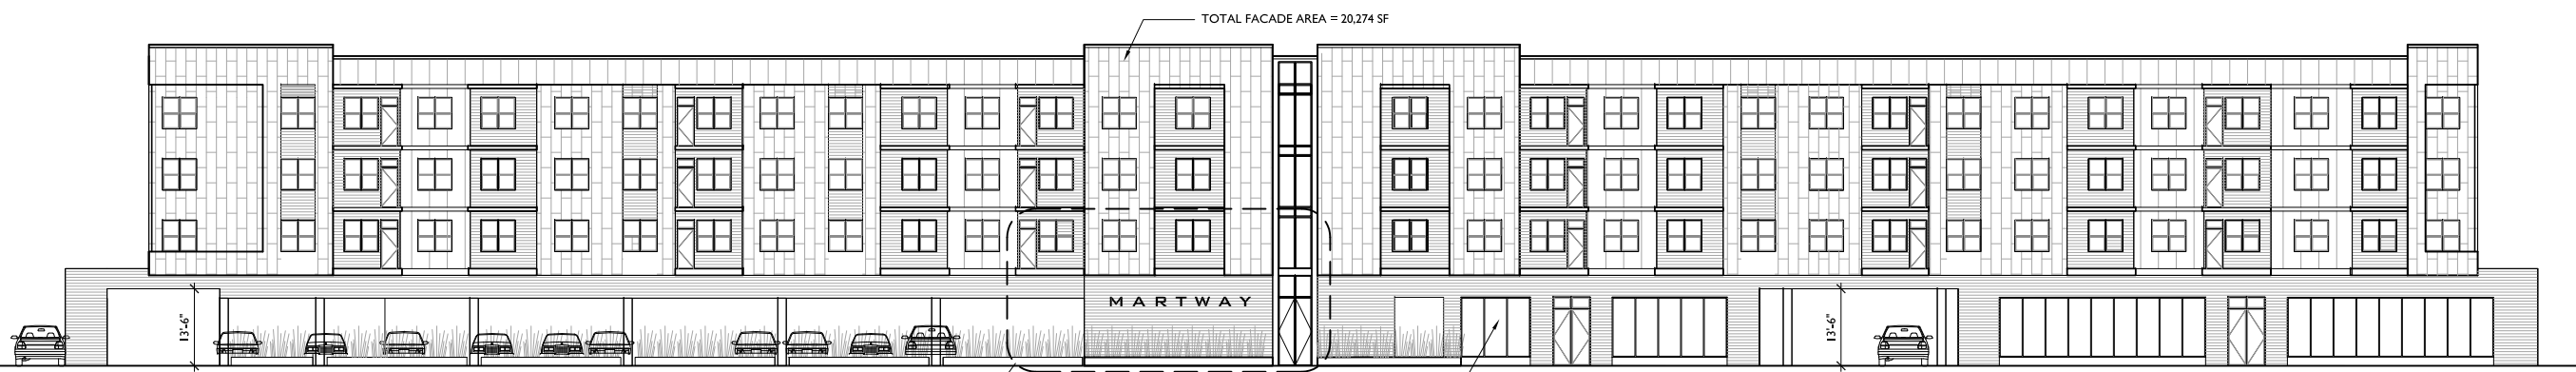 TOTAL FACADE AREA = 20,274 SF
MARTWAY
13'-6"
13'-6"